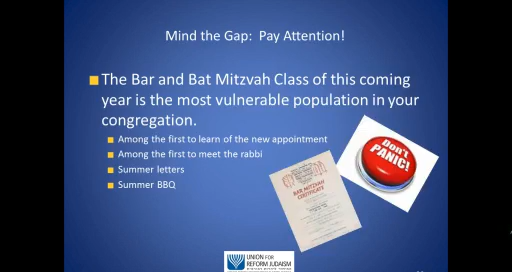 Mind the Gap: Pay Attention!
The Bar and Bat Mitzvah Class of this coming
year is the most vulnerable population in your
congregation.
Among the first to learn of the new appointment
Among the first to meet the rabbi
Summer letters
Summer BBQ
Don't
PANIC!
BAR MITZVAH
CERTIFICATE
UNION FOR
REFORM JUDAISM